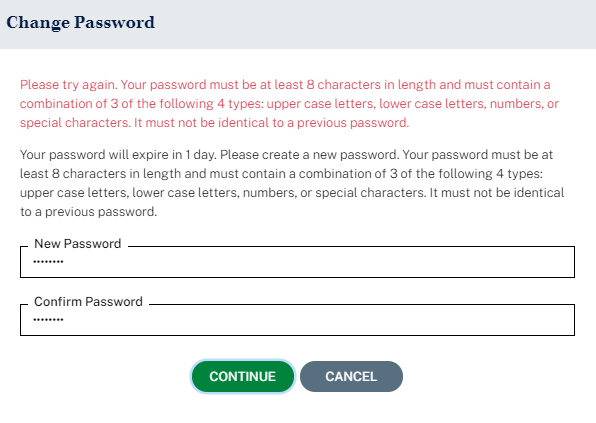 Change Password
Please try again. Your password must be at least 8 characters in length and must contain a
combination of 3 of the following 4 types: upper case letters, lower case letters, numbers, or
special characters. It must not be identical to a previous password.
Your password will expire in 1 day. Please create a new password. Your password must be at
least 8 characters in length and must contain a combination of 3 of the following 4 types:
upper case letters, lower case letters, numbers, or special characters. It must not be identical
to a previous password.
New Password
••••••••
Confirm Password
••••••••
CONTINUE CANCEL